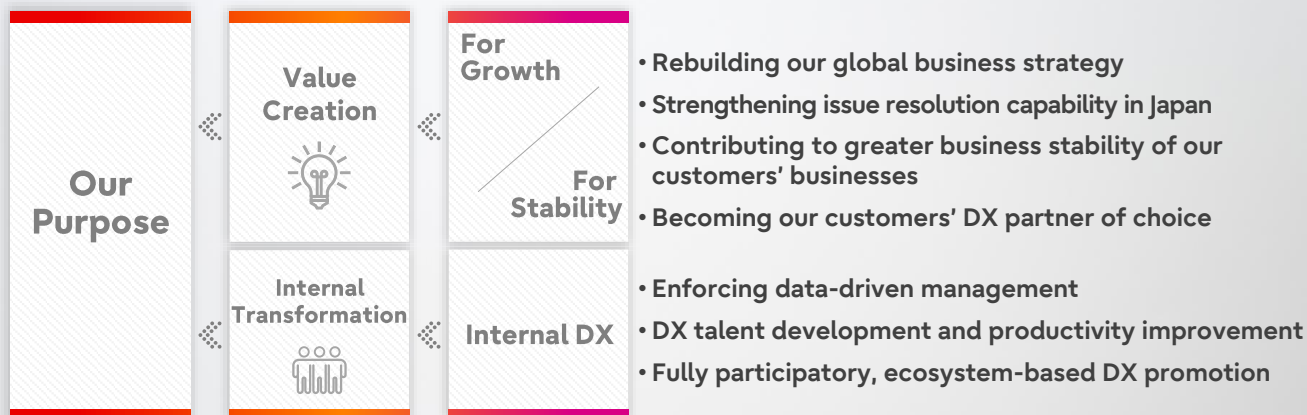 Our
Purpose
Value
Creation
For
Growth
For
Stability
• Rebuilding our global business strategy
• Strengthening issue resolution capability in Japan
• Contributing to greater business stability of our
customers' businesses
• Becoming our customers' DX partner of choice
Internal
Transformation
Internal DX
• Enforcing data-driven management
• DX talent development and productivity improvement
• Fully participatory, ecosystem-based DX promotion